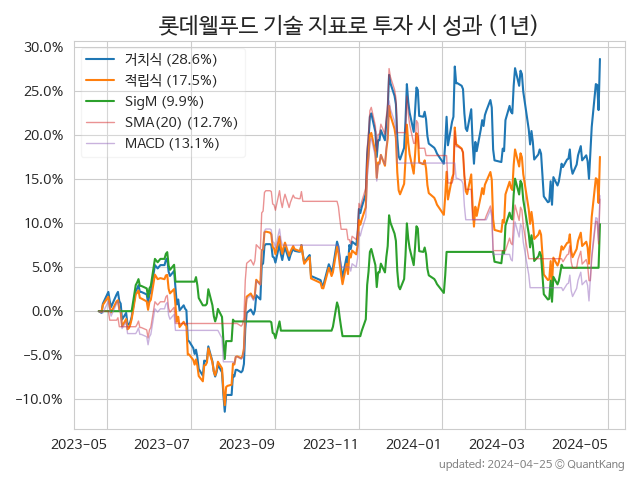 롯데웰푸드 기술 지표로 투자 시 성과 (1년)
30.0%
25.0%
20.0%
15.0%
10.0%
5.0%
0.0%
−5.0%
−10.0%
거치식 (28.6%)
적립식 (17.5%)
SigM (9.9%)
SMA(20) (12.7%)
MACD (13.1%)
2023-05 2023-07 2023-09 2023-11 2024-01 2024-03 2024-05
updated: 2024-04-25 © QuantKang